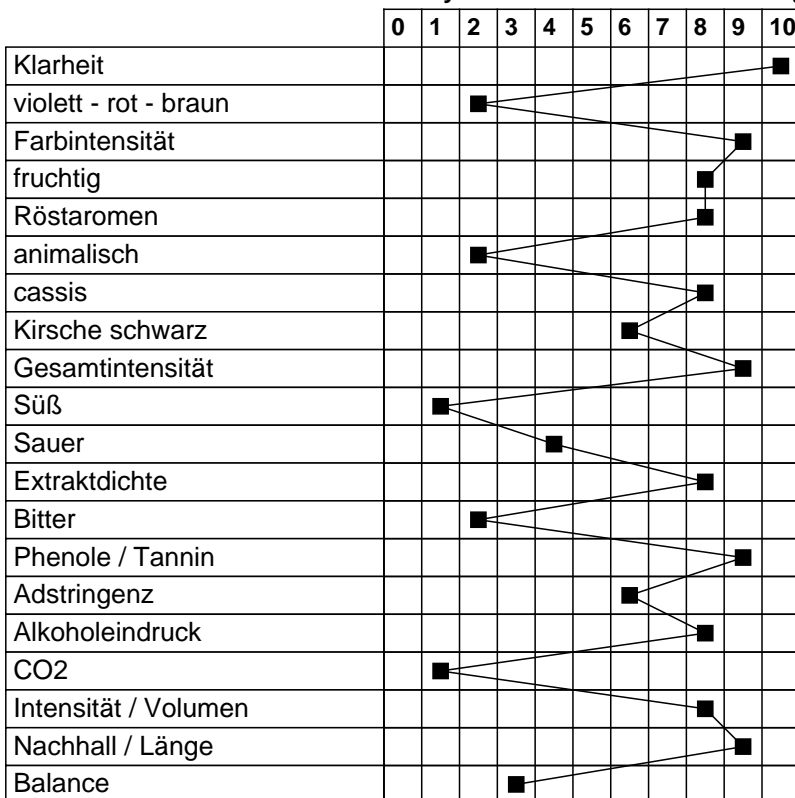 0 1 2 3 4 5 6 7 8 9 10
Klarheit
violett - rot - braun
Farbintensität
fruchtig
Röstaromen
animalisch
cassis
Kirsche schwarz
Gesamtintensität
Süß
Sauer
Extraktdichte
Bitter
Phenole / Tannin
Adstringenz
Alkoholeindruck
CO2
Intensität / Volumen
Nachhall / Länge
Balance